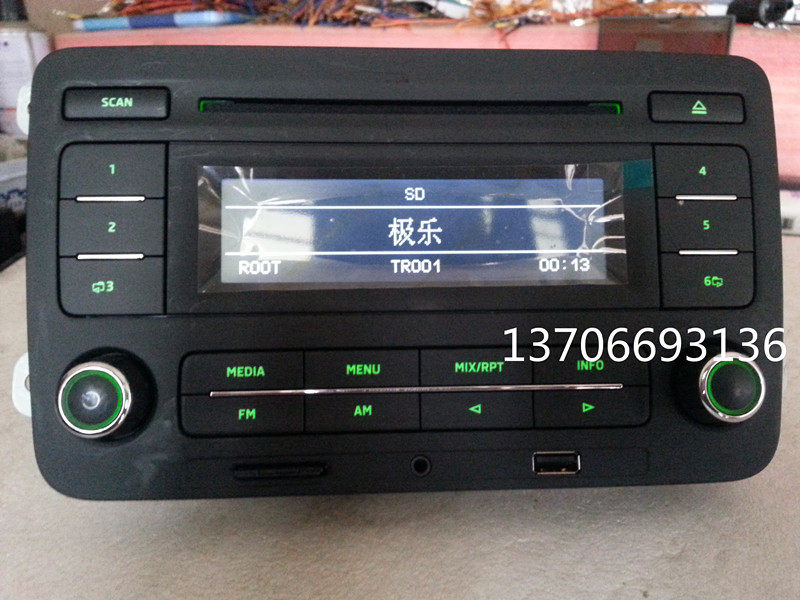 SCAN
1
4
SD
2
极乐
5
ROOT TR001 00:13
3
6
13706693136
MEDIA MENU MIX/RPT INFO
FM AM